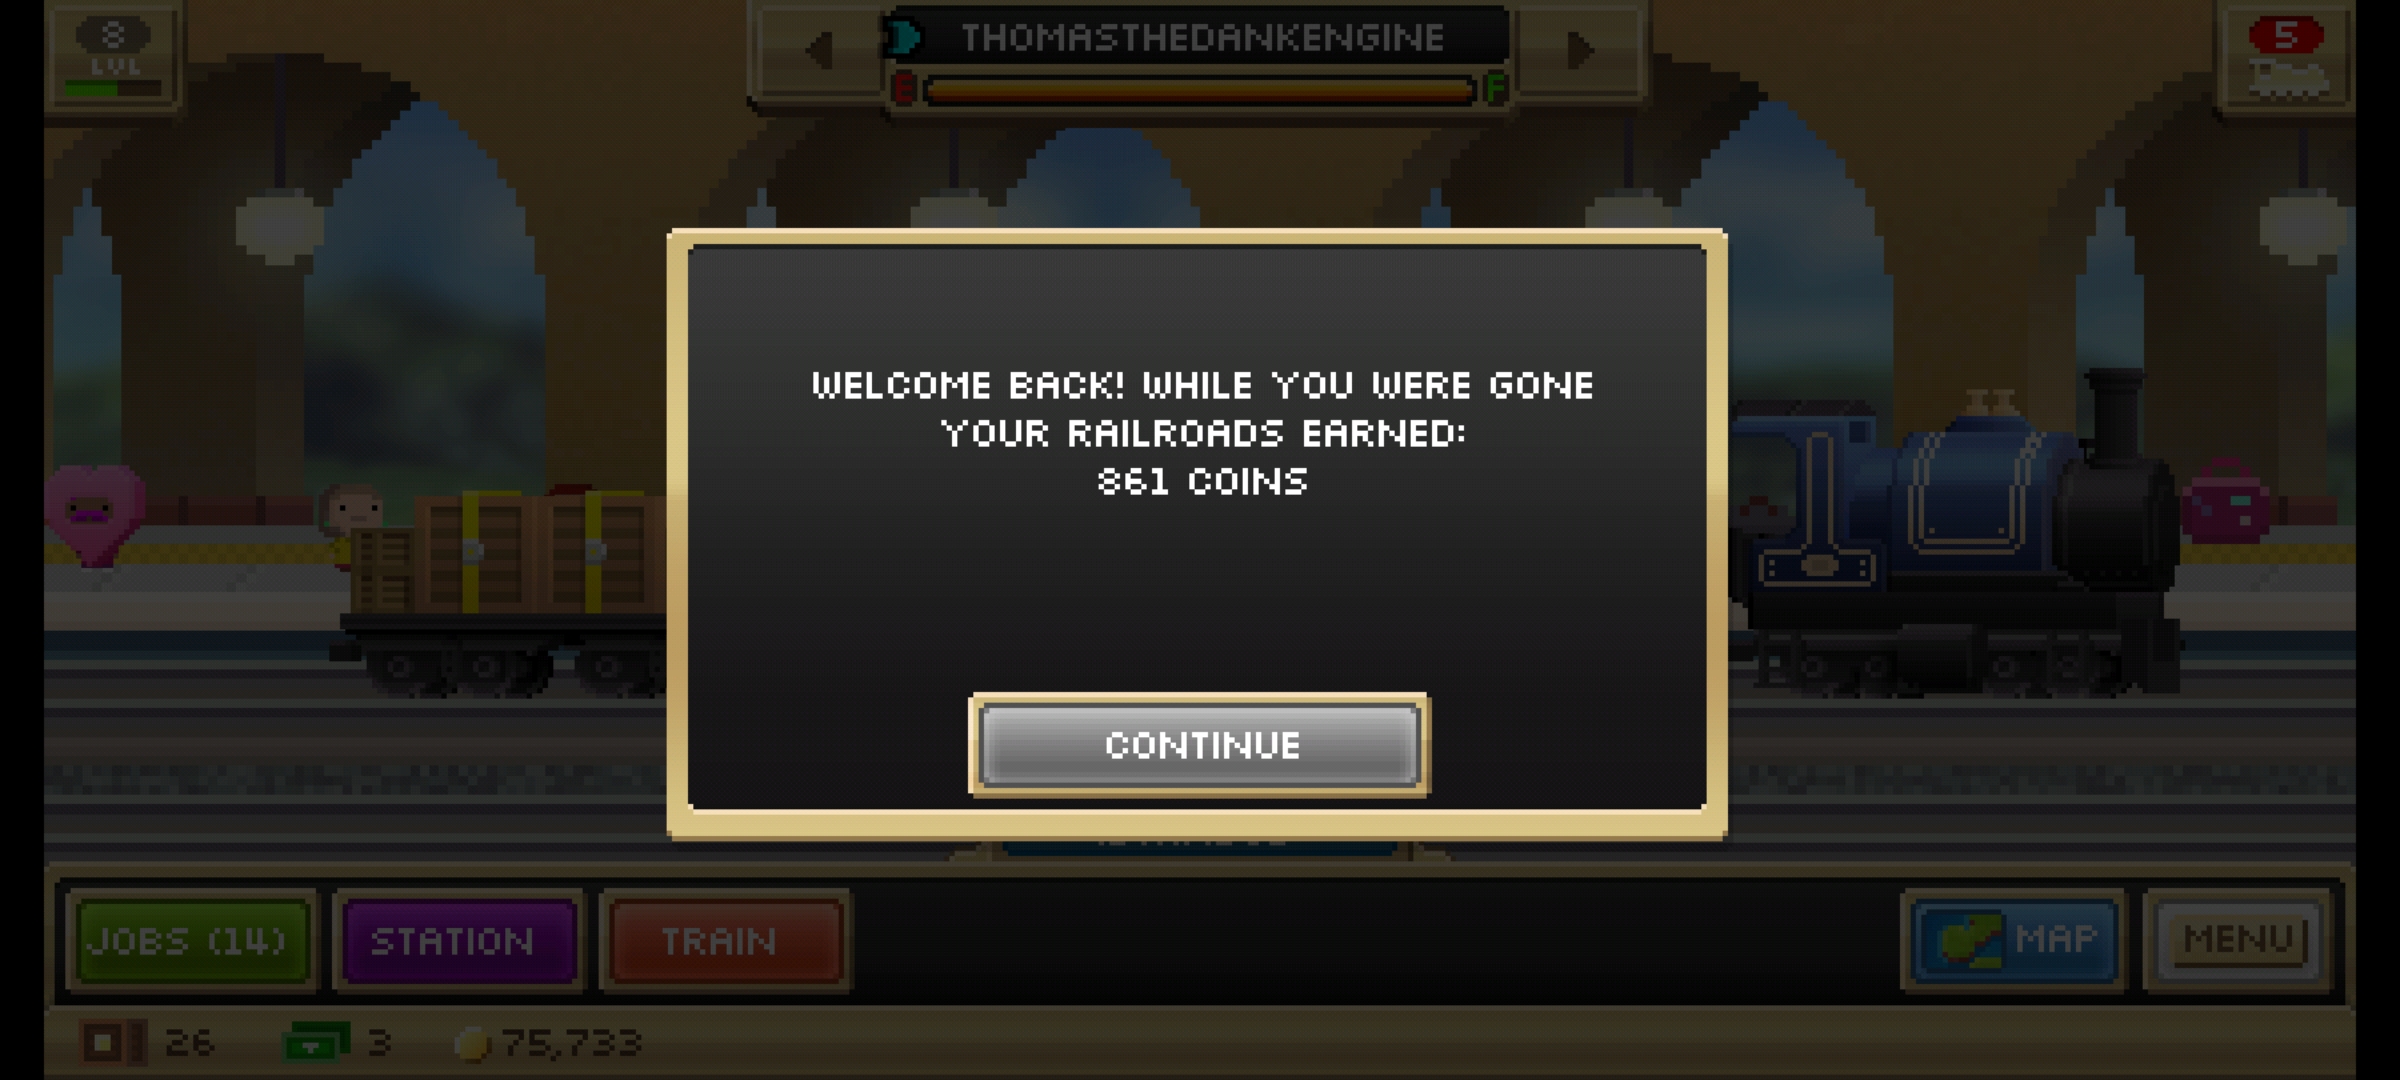 8
LVL
THOMASTHEDANKENGINE
E F
5
WELCOME BACK! WHILE YOU WERE GONE
YOUR RAILROADS EARNED:
861 COINS
CONTINUE
JOBS (14) STATION TRAIN MAP MENU
26 3 75,733